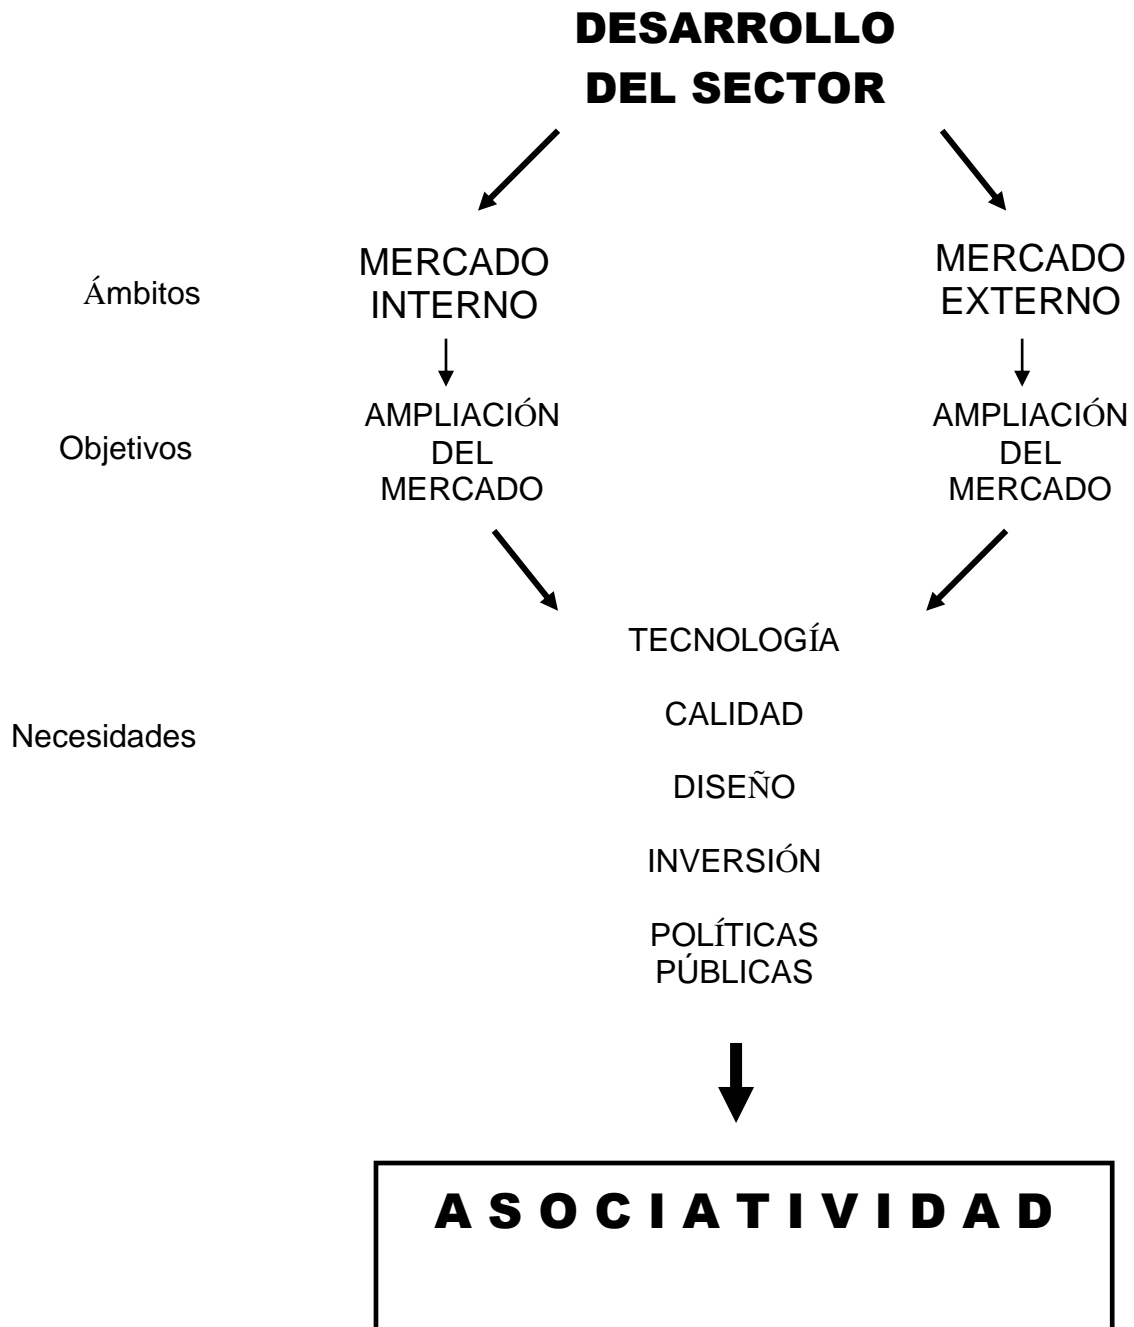 DESARROLLO
DEL SECTOR
MERCADO
INTERNO
MERCADO
EXTERNO
Ámbitos
AMPLIACIÓN
DEL
MERCADO
AMPLIACIÓN
DEL
MERCADO
Objetivos
TECNOLOGÍA
CALIDAD
Necesidades
DISEÑO
INVERSIÓN
POLÍTICAS
PÚBLICAS
A S O C I A T I V I D A D